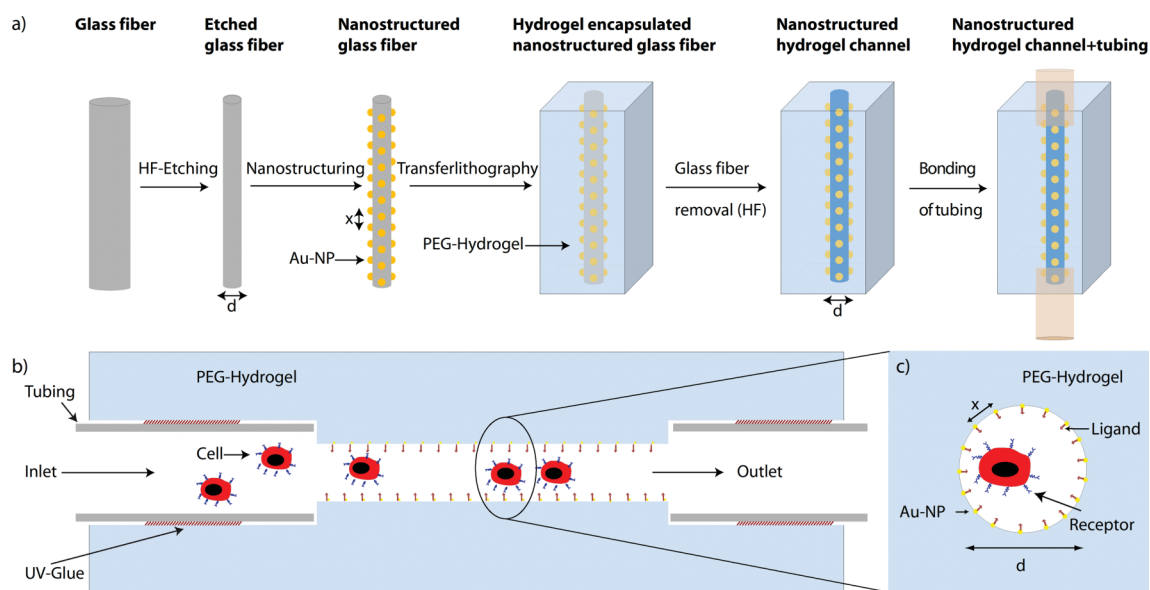 a)
Glass fiber
Etched
glass fiber
Nanostructured
glass fiber
Hydrogel encapsulated
nanostructured glass fiber
Nanostructured
hydrogel channel
Nanostructured
hydrogel channel+tubing
HF-Etching
Nanostructuring
Transferlithography
Glass fiber
removal (HF)
Bonding
of tubing
x
Au-NP
PEG-Hydrogel
d
d
b)
PEG-Hydrogel
Tubing
Cell
Inlet
Outlet
UV-Glue
c)
PEG-Hydrogel
x
Ligand
Au-NP
Receptor
d